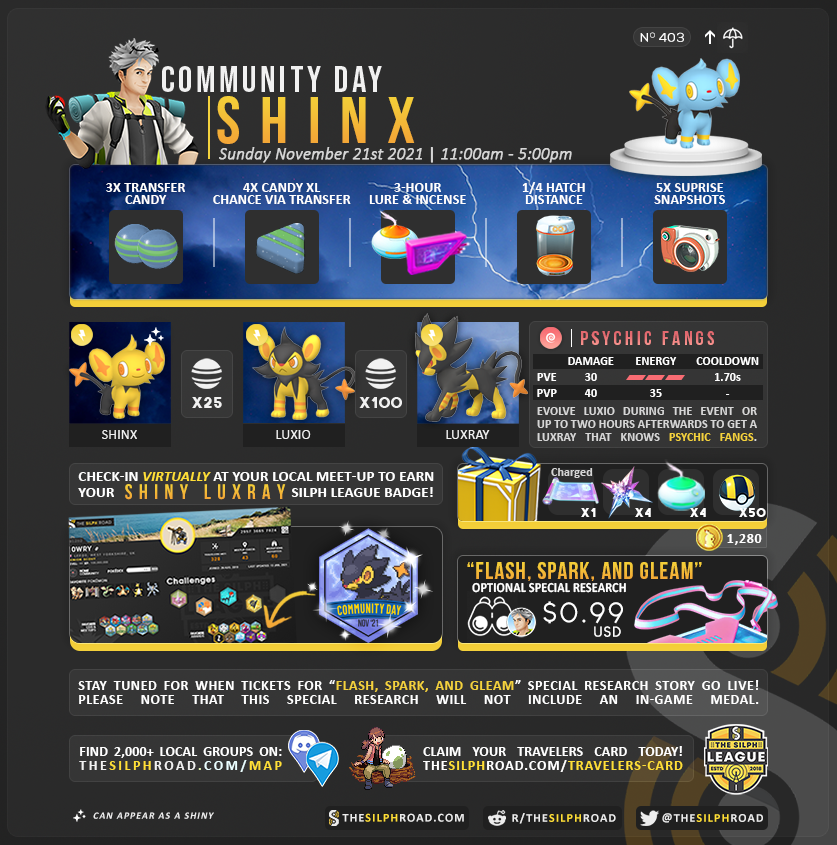 Nº 403
COMMUNITY DAY
SHINX
Sunday November 21st 2021 | 11:00am - 5:00pm
3X TRANSFER
CANDY
4X CANDY XL
CHANCE VIA TRANSFER
3-HOUR
LURE & INCENSE
1/4 HATCH
DISTANCE
5X SUPRISE
SNAPSHOTS
X25
X100
SHINX
LUXIO
LUXRAY
PSYCHIC FANGS
DAMAGE ENERGY COOLDOWN
PVE 30 1.70s
PVP 40 35 -
EVOLVE LUXIO DURING THE EVENT OR
UP TO TWO HOURS AFTERWARDS TO GET A
LUXRAY THAT KNOWS PSYCHIC FANGS.
CHECK-IN VIRTUALLY AT YOUR LOCAL MEET-UP TO EARN
YOUR SHINY LUXRAY SILPH LEAGUE BADGE!
THE SILPH ROAD
OWRY
Challenges
COMMUNITY DAY
NOV '21
Charged
X1
X4
X4
X50
1,280
"FLASH, SPARK, AND GLEAM"
OPTIONAL SPECIAL RESEARCH
$0.99
USD
STAY TUNED FOR WHEN TICKETS FOR "FLASH, SPARK, AND GLEAM" SPECIAL RESEARCH STORY GO LIVE!
PLEASE NOTE THAT THIS SPECIAL RESEARCH WILL NOT INCLUDE AN IN-GAME MEDAL.
FIND 2,000+ LOCAL GROUPS ON:
THESILPHROAD.COM/MAP
CLAIM YOUR TRAVELERS CARD TODAY!
THESILPHROAD.COM/TRAVELERS-CARD
THE SILPH
LEAGUE
ESTD 2018
CAN APPEAR AS A SHINY
THESILPHROAD.COM
R/THESILPHROAD
@THESILPHROAD